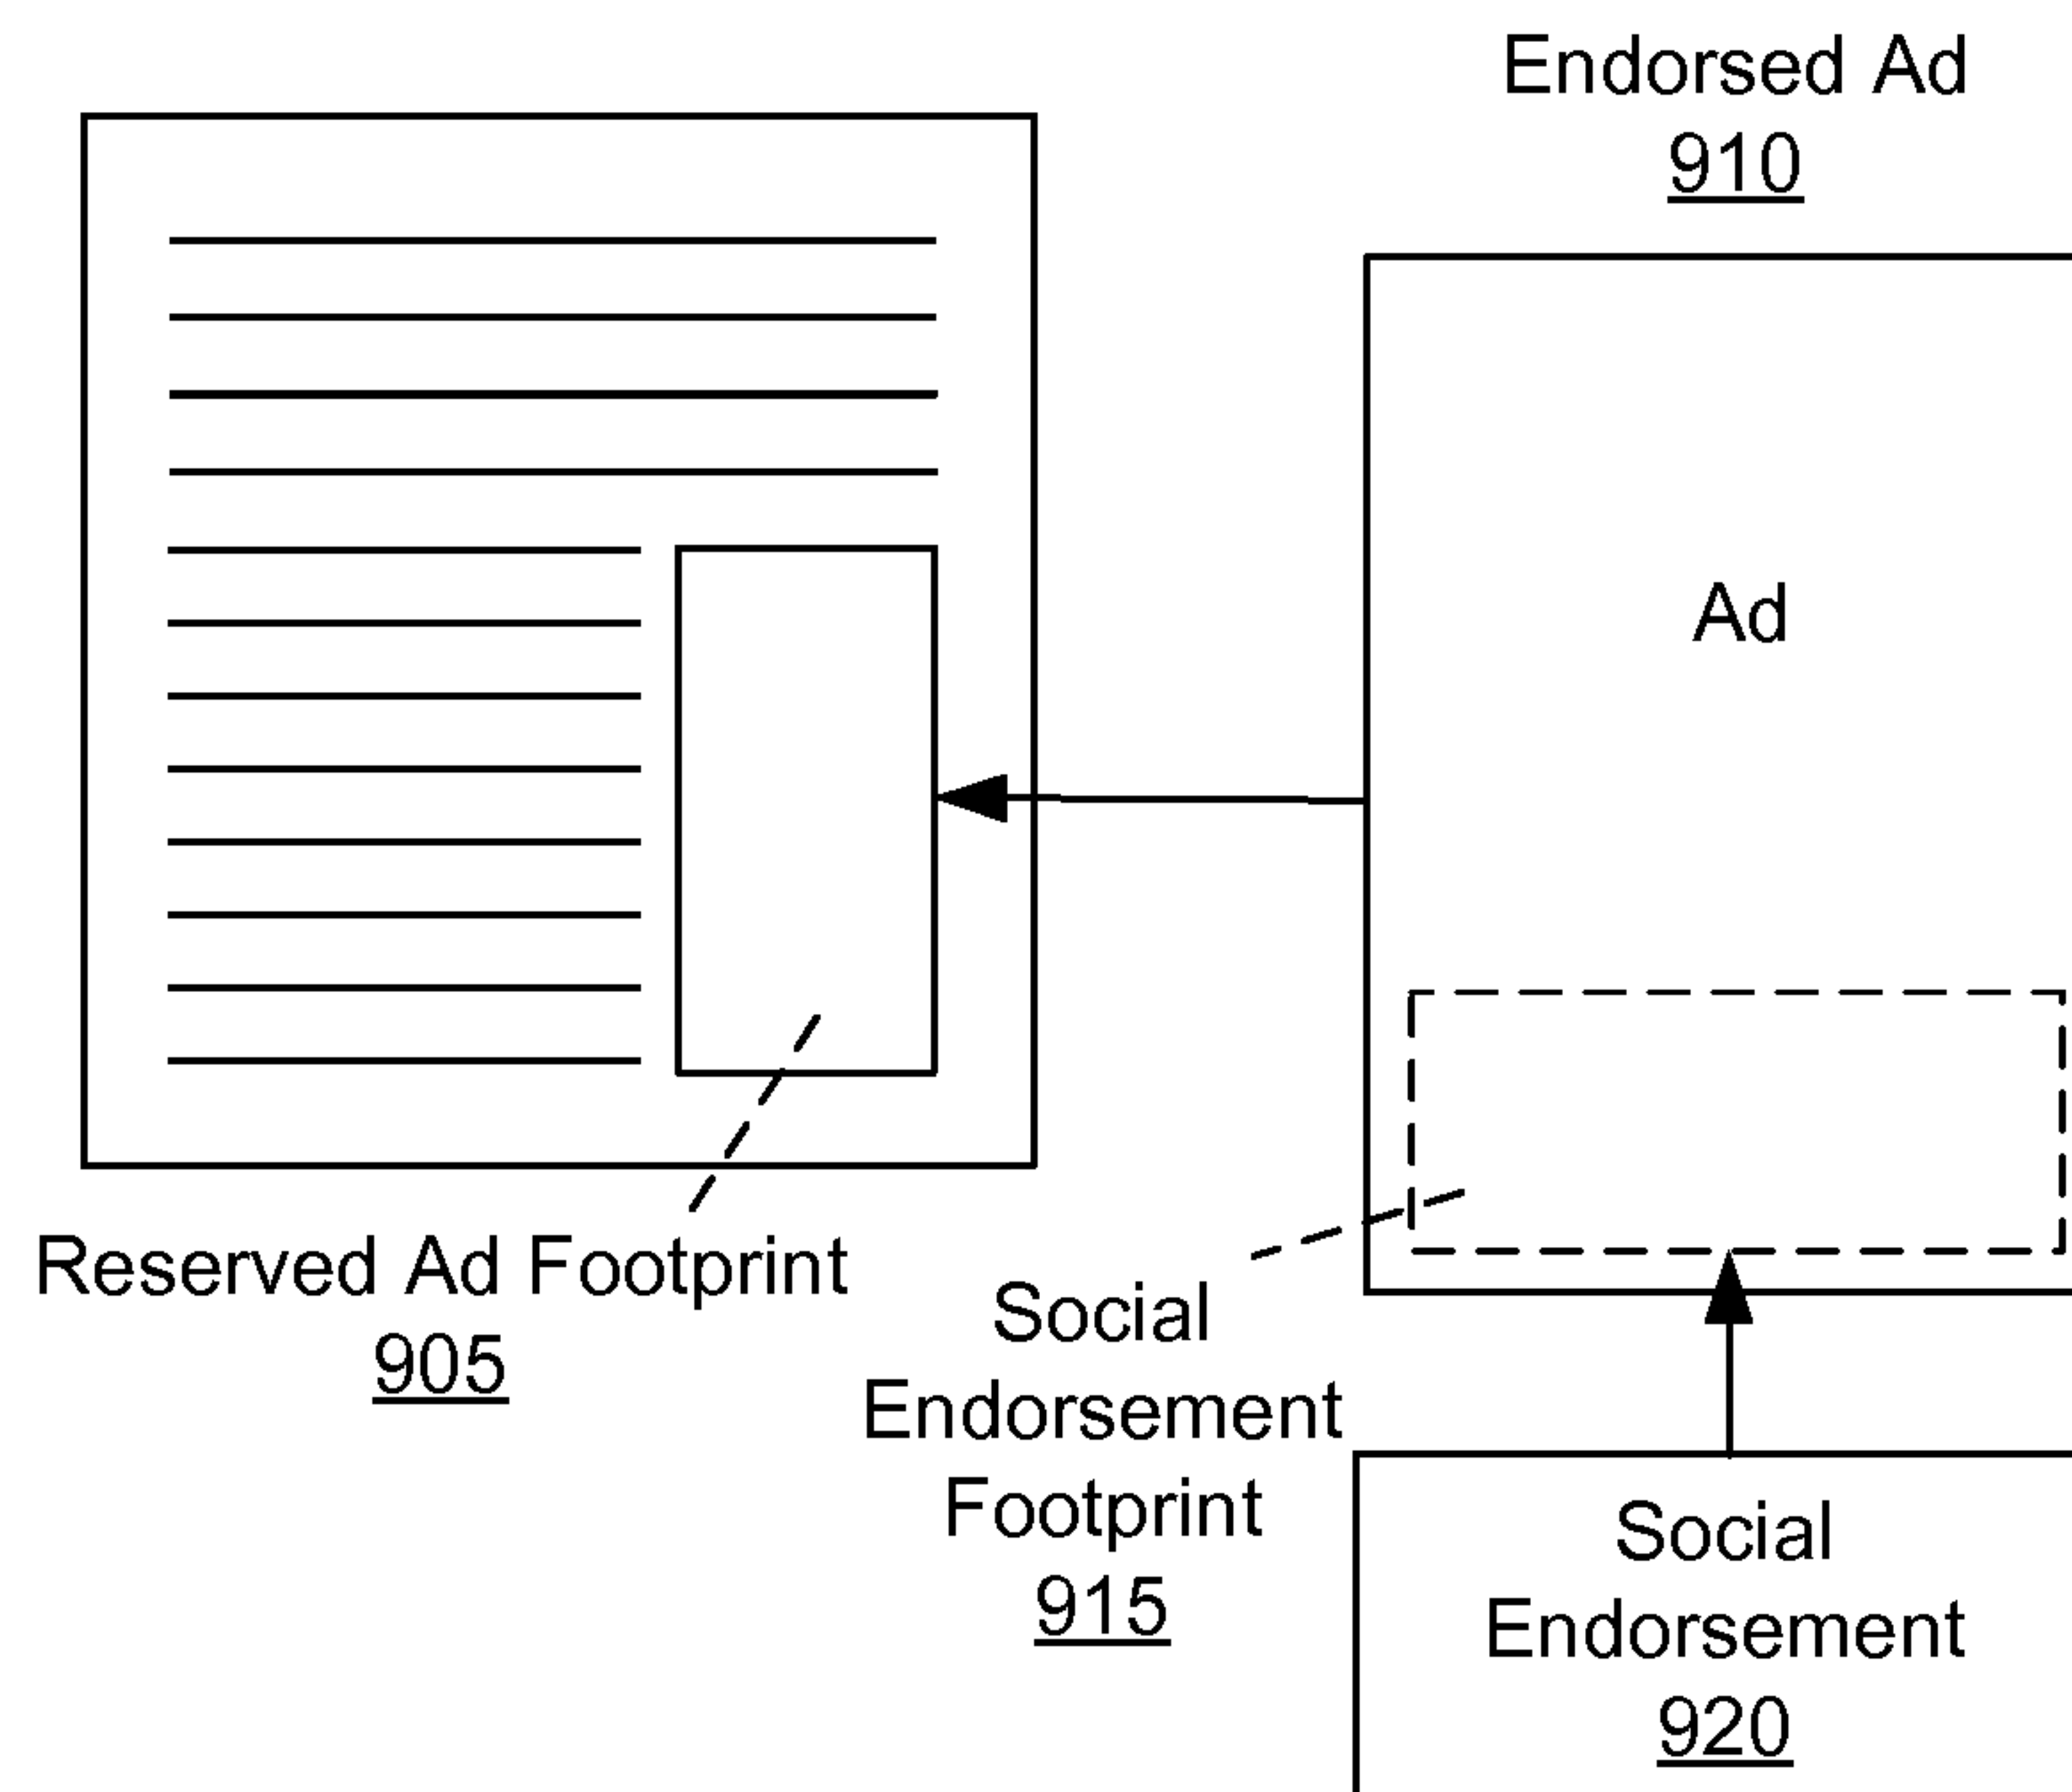 Endorsed Ad
910
Ad
Reserved Ad Footprint
905
Social
Endorsement
Footprint
915
Social
Endorsement
920